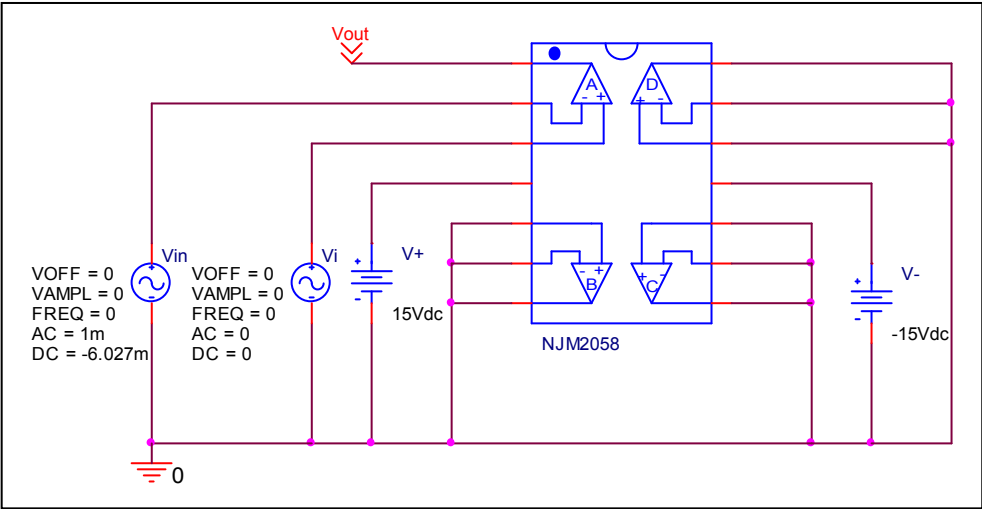 Vout
A
D
- +
+ -
Vin
Vi
V+
V-
VOFF = 0
VAMPL = 0
FREQ = 0
AC = 1m
DC = -6.027m
VOFF = 0
VAMPL = 0
FREQ = 0
AC = 0
DC = 0
15Vdc
- +
B
+ -
C
NJM2058
-15Vdc
0